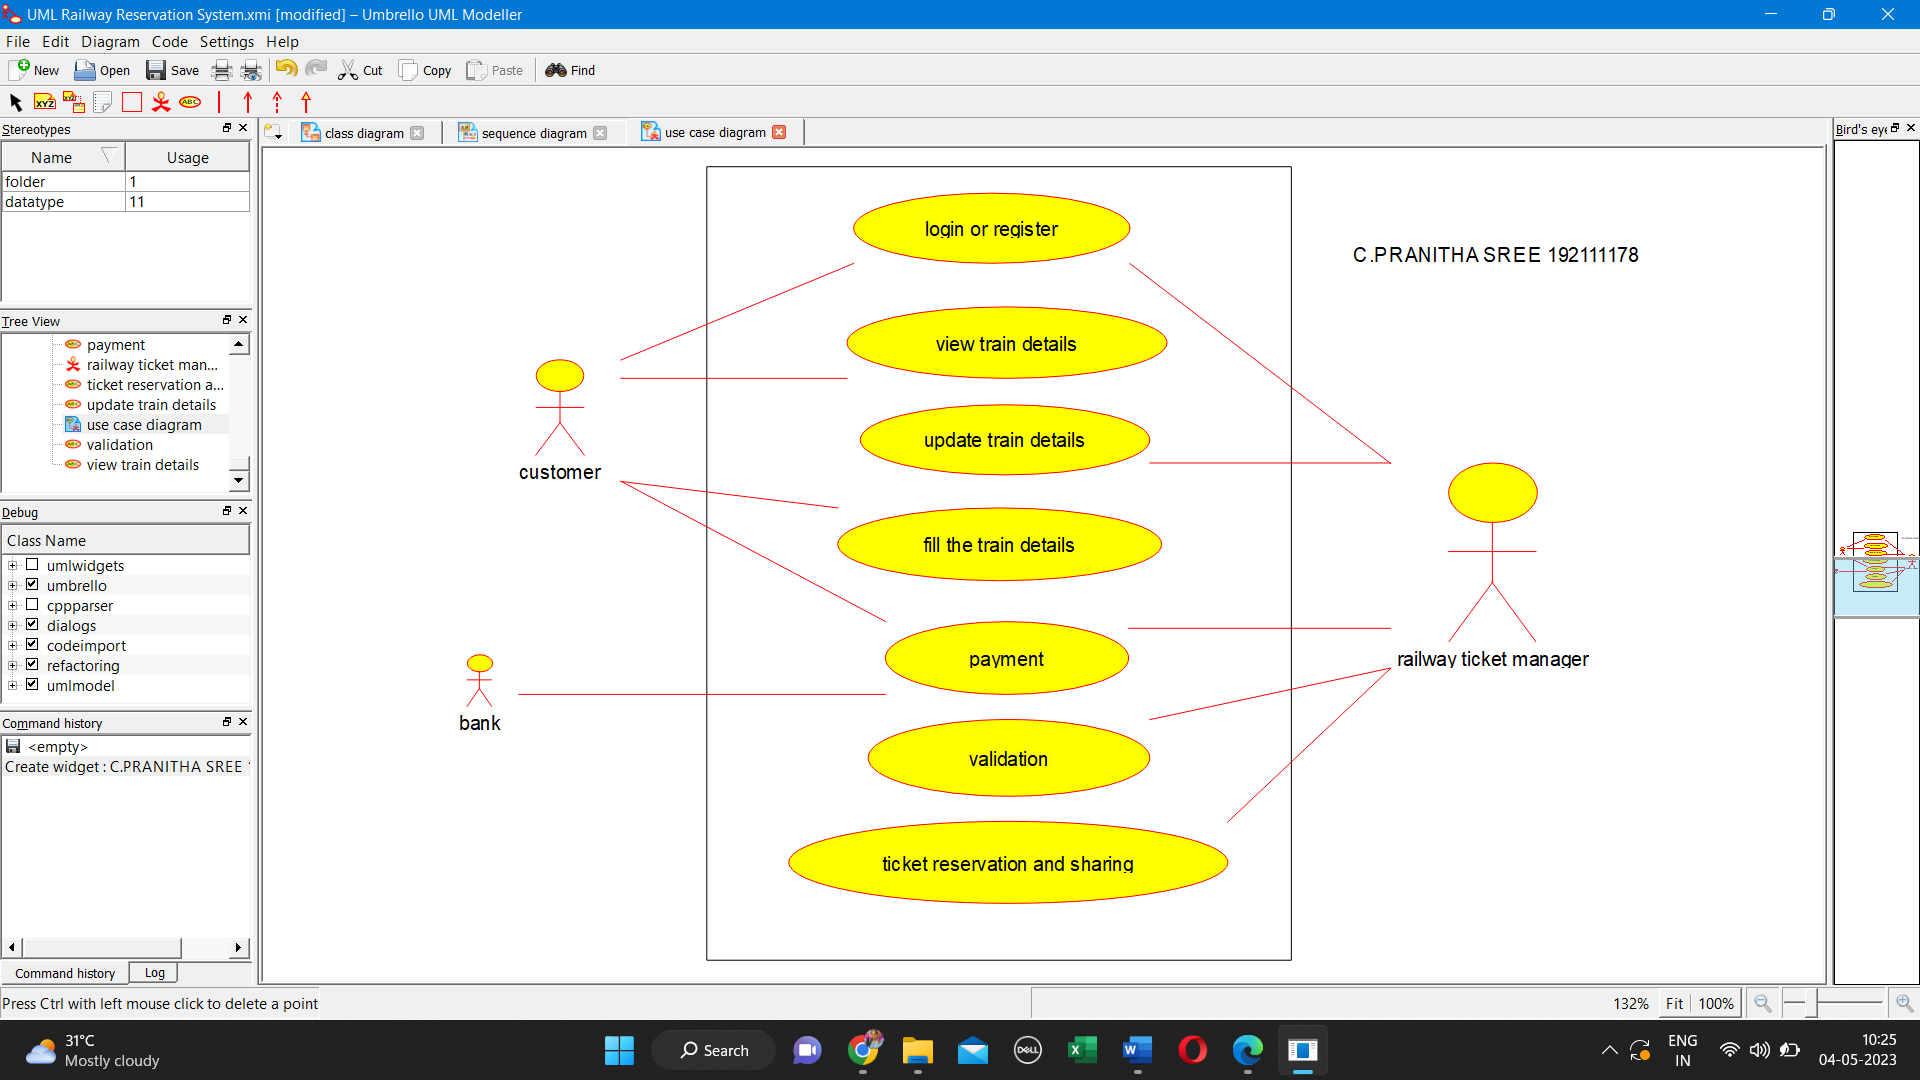 UML Railway Reservation System.xmi [modified] – Umbrello UML Modeller
File Edit Diagram Code Settings Help
New Open Save Cut Copy Paste Find
XYZ XYZ ABC
Stereotypes
Name Usage
folder 1
datatype 11
Tree View
payment
railway ticket man...
ticket reservation a...
update train details
use case diagram
validation
view train details
Debug
Class Name
umlwidgets
umbrello
cppparser
dialogs
codeimport
refactoring
umlmodel
Command history
<empty>
Create widget : C.PRANITHA SREE
Command history Log
class diagram sequence diagram use case diagram
login or register
C.PRANITHA SREE 192111178
view train details
update train details
customer
fill the train details
payment
railway ticket manager
bank
validation
ticket reservation and sharing
Bird's eye
Press Ctrl with left mouse click to delete a point
132% Fit 100%
31°C
Mostly cloudy
Search
DELL
ENG
IN
10:25
04-05-2023